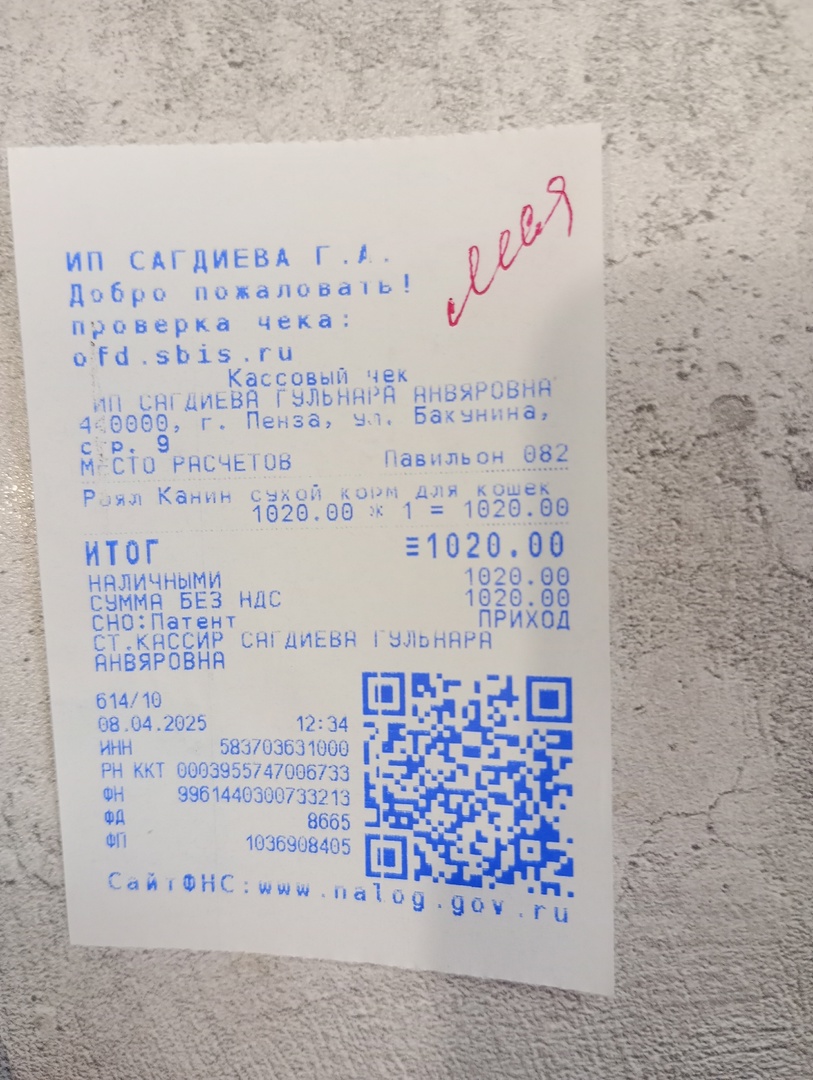 ИП САГДИЕВА Г.А.
Добро пожаловать!
проверка чека:
ofd.sbis.ru
Кассовый чек
ИП САГДИЕВА ГУЛЬНАРА АНВЯРОВНА
г. Пенза, ул. Бакунина,
стр. 9
МЕСТО РАСЧЕТОВ Павильон 082
Роял Канин сухой корм для кошек
1020.00 * 1 = 1020.00
ИТОГ ≡1020.00
НАЛИЧНЫМИ 1020.00
СУММА БЕЗ НДС 1020.00
СНО:Патент ПРИХОД
СТ.КАССИР САГДИЕВА ГУЛЬНАРА
АНВЯРОВНА
614/10
08.04.2025 12:34
ИНН 583703631000
РН ККТ 0003955747006733
ФН 9961440300733213
ФД 8665
ФП 1036908405
СайтФНС:www.nalog.gov.ru